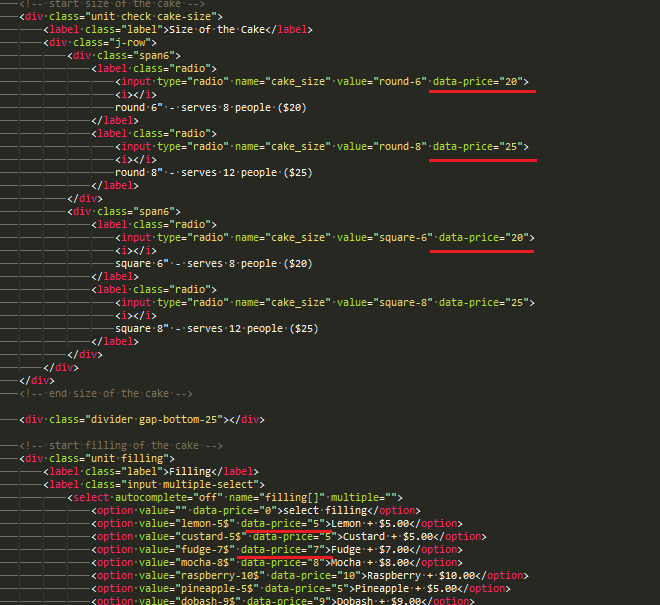 <!-- start size of the cake -->
<div class="unit check cake-size">
<label class="label">Size of the Cake</label>
<div class="j-row">
<div class="span6">
<label class="radio">
<input type="radio" name="cake_size" value="round-6" data-price="20">
<i></i>
round 6" - serves 8 people ($20)
</label>
<label class="radio">
<input type="radio" name="cake_size" value="round-8" data-price="25">
<i></i>
round 8" - serves 12 people ($25)
</label>
</div>
<div class="span6">
<label class="radio">
<input type="radio" name="cake_size" value="square-6" data-price="20">
<i></i>
square 6" - serves 8 people ($20)
</label>
<label class="radio">
<input type="radio" name="cake_size" value="square-8" data-price="25">
<i></i>
square 8" - serves 12 people ($25)
</label>
</div>
</div>
</div>
<!-- end size of the cake -->
<div class="divider gap-bottom-25"></div>
<!-- start filling of the cake -->
<div class="unit filling">
<label class="label">Filling</label>
<label class="input multiple-select">
<select autocomplete="off" name="filling[]" multiple="">
<option value="" data-price="0">select filling</option>
<option value="lemon-5$" data-price="5">Lemon + $5.00</option>
<option value="custard-5$" data-price="5">Custard + $5.00</option>
<option value="fudge-7$" data-price="7">Fudge + $7.00</option>
<option value="mocha-8$" data-price="8">Mocha + $8.00</option>
<option value="raspberry-10$" data-price="10">Raspberry + $10.00</option>
<option value="pineapple-5$" data-price="5">Pineapple + $5.00</option>
<option value="dobash-9$" data-price="9">Dobash + $9.00</option>